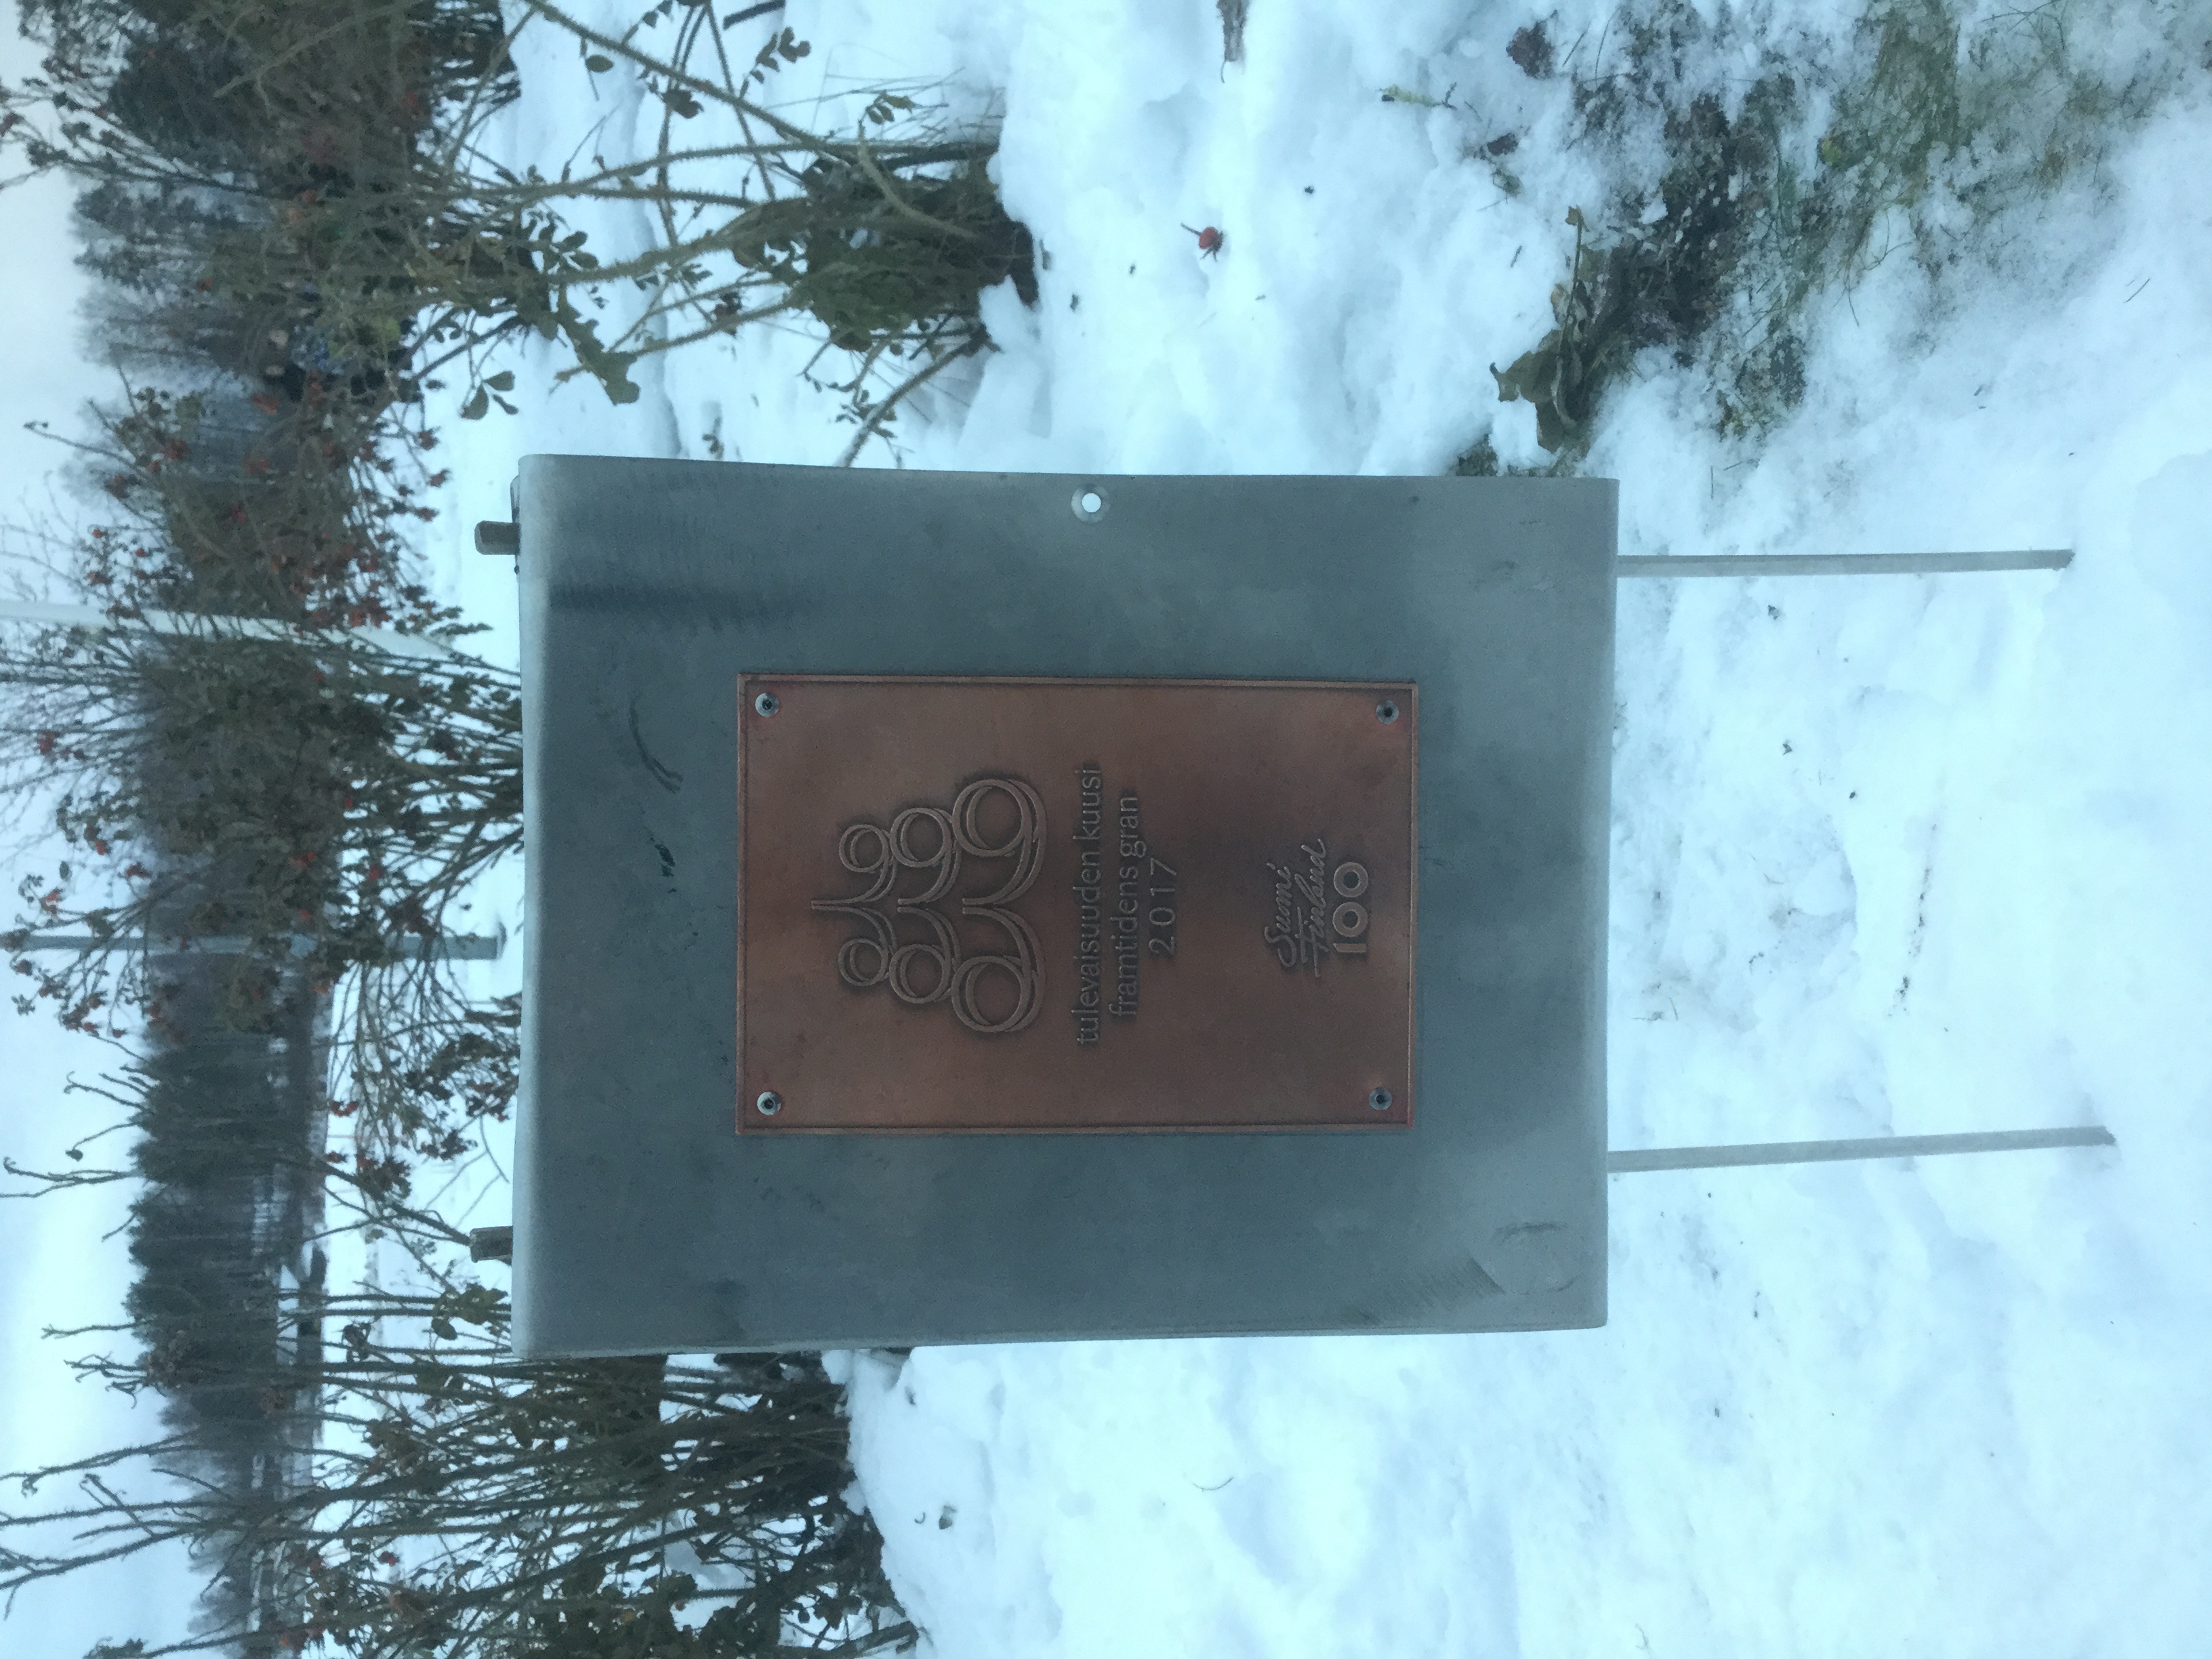 tulevaisuuden kuusi
framtidens gran
2017
Suomi
Finland
100